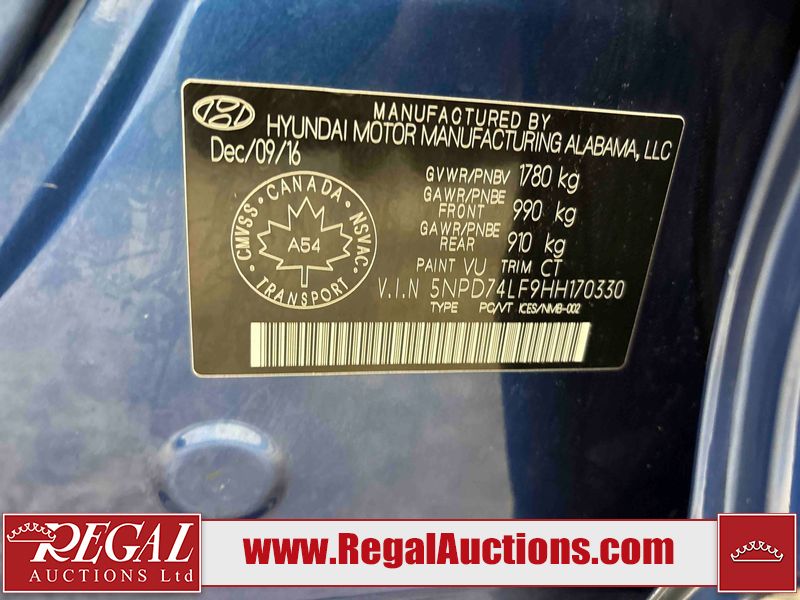 MANUFACTURED BY
HYUNDAI MOTOR MANUFACTURING ALABAMA, LLC
Dec/09/16
GVWR/PNBV 1780 kg
GAWR/PNBE FRONT 990 kg
GAWR/PNBE REAR 910 kg
CANADA
CMVSS · NSVAC
A54
TRANSPORT
PAINT VU TRIM CT
V.I.N 5NPD74LF9HH170330
TYPE PC/VT ICES/NMB-002
REGAL
AUCTIONS Ltd
www.RegalAuctions.com